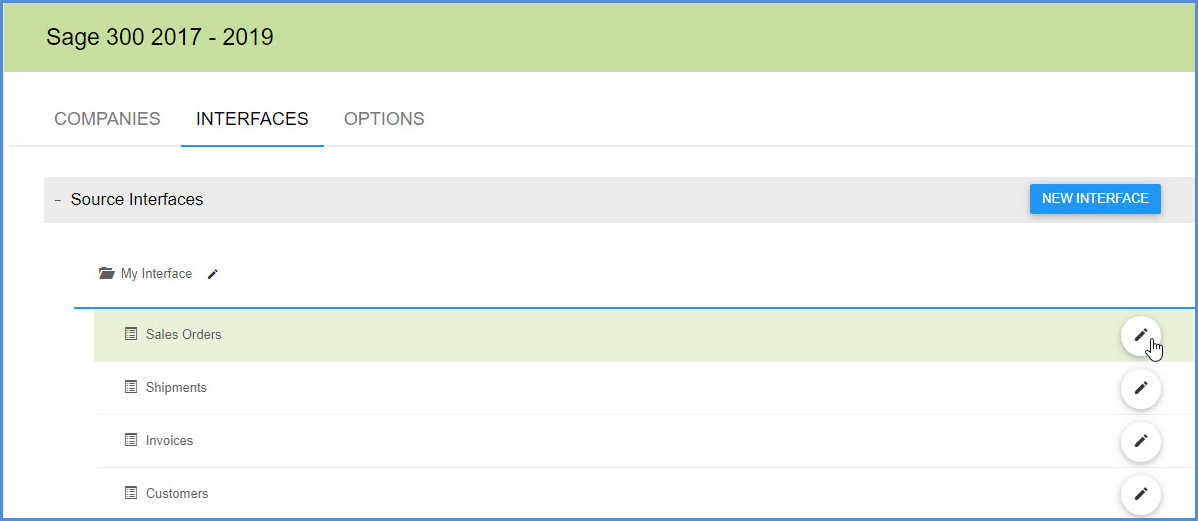 Sage 300 2017 - 2019
COMPANIES INTERFACES OPTIONS
– Source Interfaces NEW INTERFACE
My Interface
Sales Orders
Shipments
Invoices
Customers